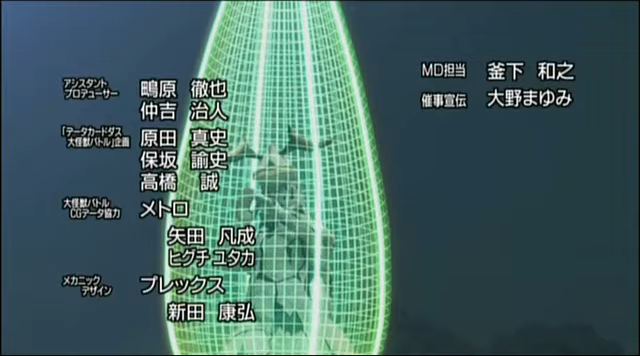 アシスタント
プロデューサー
鴫原 徹也
仲吉 治人
「データカードダス
大怪獣バトル」企画
原田 真史
保坂 諭史
高橋 誠
大怪獣バトル
CGデータ協力
メトロ
矢田 凡成
ヒグチ ユタカ
メカニック
デザイン
プレックス
新田 康弘
MD担当 釜下 和之
催事宣伝 大野まゆみ